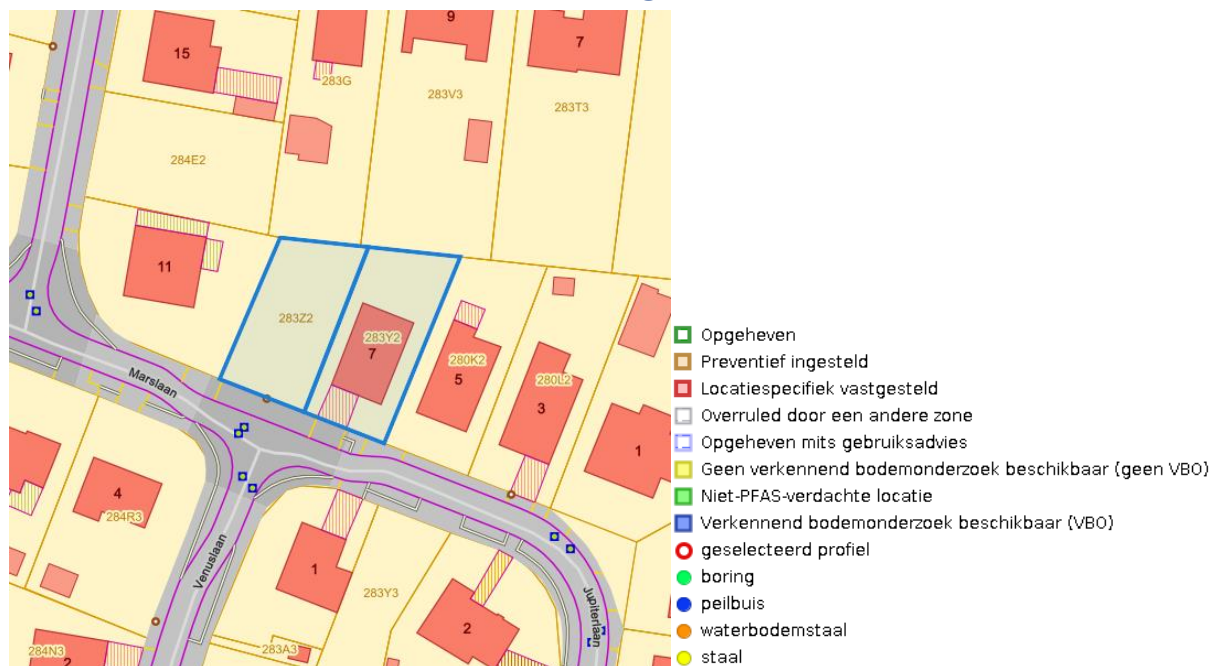 9
7
15
283G
283V3
283T3
284E2
11
283Z2
283Y2
7
280K2
5
280L2
3
1
Marslaan
4
284R3
Venuslaan
1
283Y3
2
Jupiterlaan
283A3
284N3
2
Opgeheven
Preventief ingesteld
Locatiespecifiek vastgesteld
Overruled door een andere zone
Opgeheven mits gebruiksadvies
Geen verkennend bodemonderzoek beschikbaar (geen VBO)
Niet-PFAS-verdachte locatie
Verkennend bodemonderzoek beschikbaar (VBO)
geselecteerd profiel
boring
peilbuis
waterbodemstaal
staal